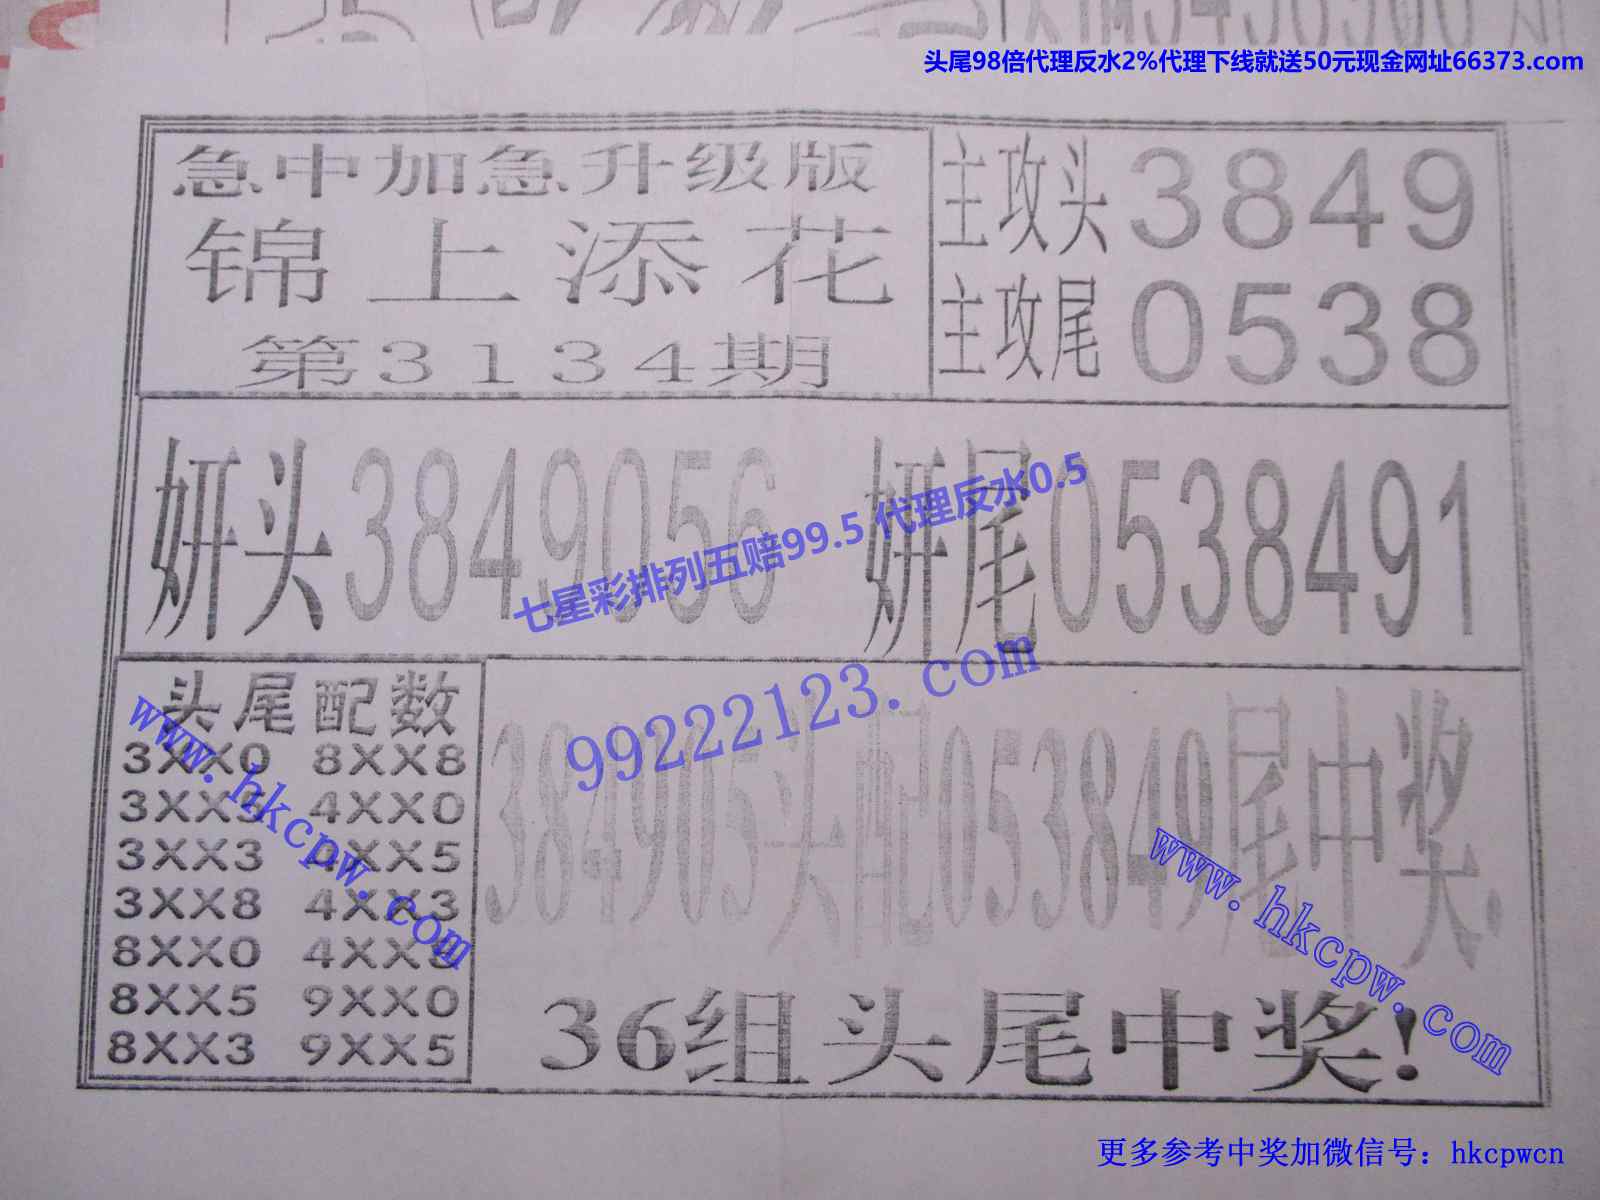 头尾98倍代理反水2%代理下线就送50元现金网址66373.com
急中加急升级版
锦上添花
第3134期
主攻头3849
主攻尾0538
妍头3849056
妍尾0538491
七星彩排列五赔99.5 代理反水0.5
99222123.com
头尾配数
3XX0 8XX8
3XX5 4XX0
3XX3 4XX5
3XX8 4XX3
8XX0 4XX8
8XX5 9XX0
8XX3 9XX5
www.hkcpw.com
384905头配053849尾中奖,
36组头尾中奖!
www.hkcpw.com
更多参考中奖加微信号：hkcpwcn